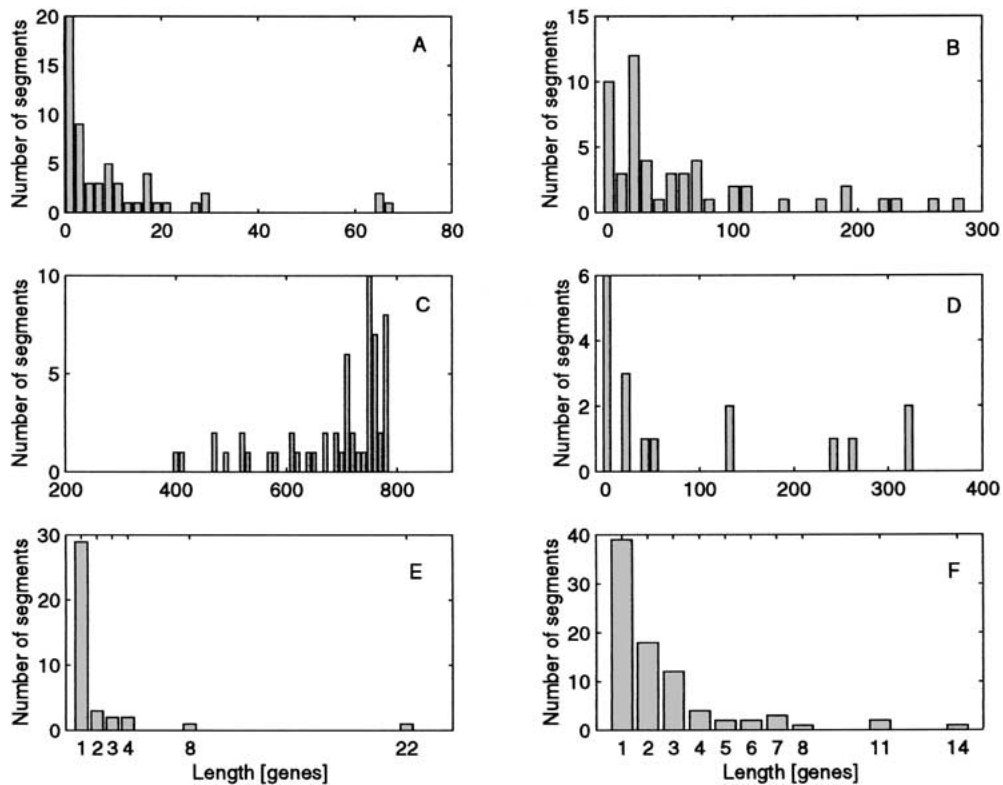 20
15
10
5
0
Number of segments
A
0 20 40 60 80
15
10
5
0
Number of segments
B
0 100 200 300
10
5
0
Number of segments
C
200 400 600 800
6
4
2
0
Number of segments
D
0 100 200 300 400
30
20
10
0
Number of segments
E
1 2 3 4 8 22
Length [genes]
40
30
20
10
0
Number of segments
F
1 2 3 4 5 6 7 8 11 14
Length [genes]